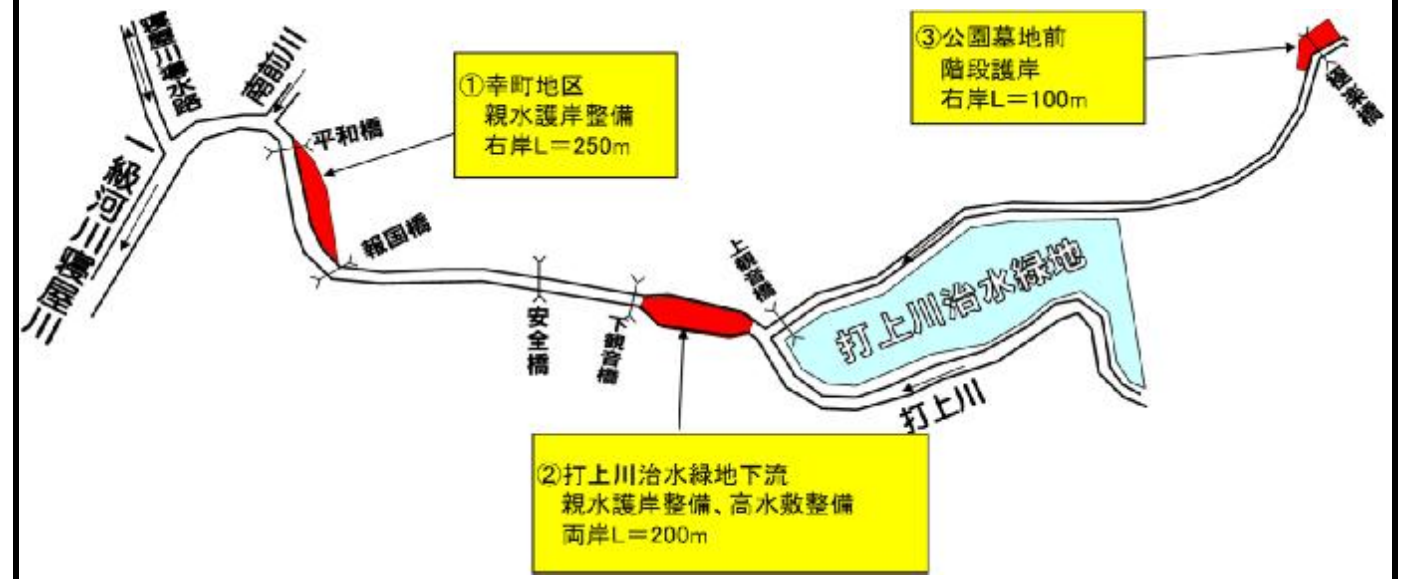 寝屋川導水路
南前川
①幸町地区
親水護岸整備
右岸L=250m
③公園墓地前
階段護岸
右岸L=100m
極楽橋
平和橋
一級河川寝屋川
報国橋
安全橋
下観音橋
上観音橋
打上川治水緑地
打上川
②打上川治水緑地下流
親水護岸整備、高水敷整備
両岸L=200m